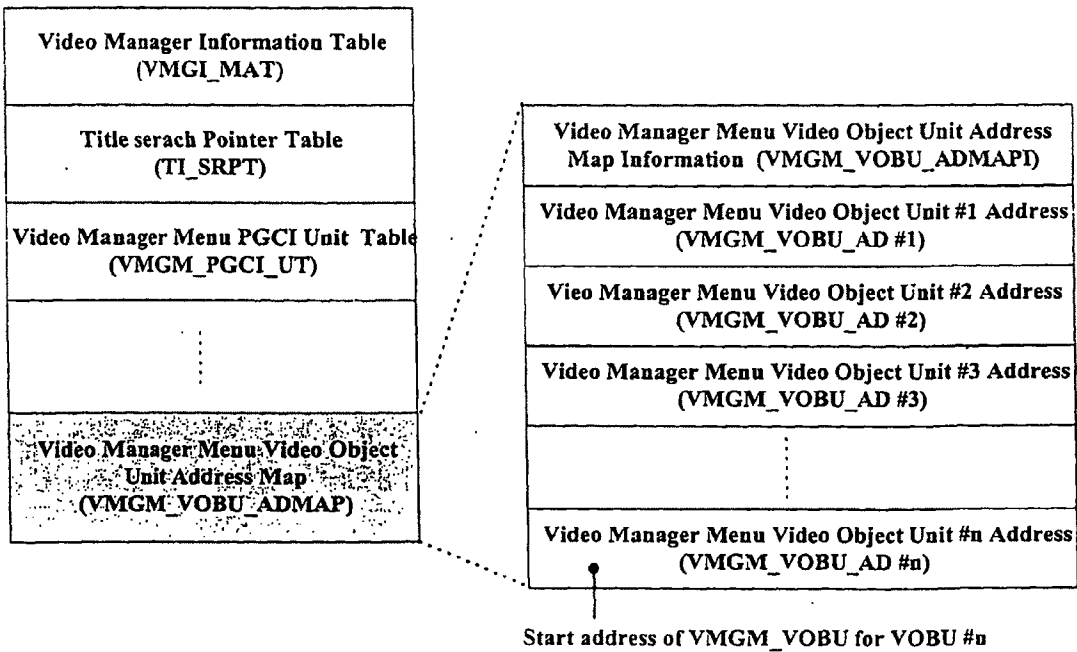 Video Manager Information Table
(VMGI_MAT)
Title serach Pointer Table
(TI_SRPT)
Video Manager Menu PGCI Unit Table
(VMGM_PGCI_UT)
Video Manager Menu Video Object
Unit Address Map
(VMGM_VOBU_ADMAP)
Video Manager Menu Video Object Unit Address
Map Information (VMGM_VOBU_ADMAPI)
Video Manager Menu Video Object Unit #1 Address
(VMGM_VOBU_AD #1)
Vieo Manager Menu Video Object Unit #2 Address
(VMGM_VOBU_AD #2)
Video Manager Menu Video Object Unit #3 Address
(VMGM_VOBU_AD #3)
Video Manager Menu Video Object Unit #n Address
(VMGM_VOBU_AD #n)
Start address of VMGM_VOBU for VOBU #n